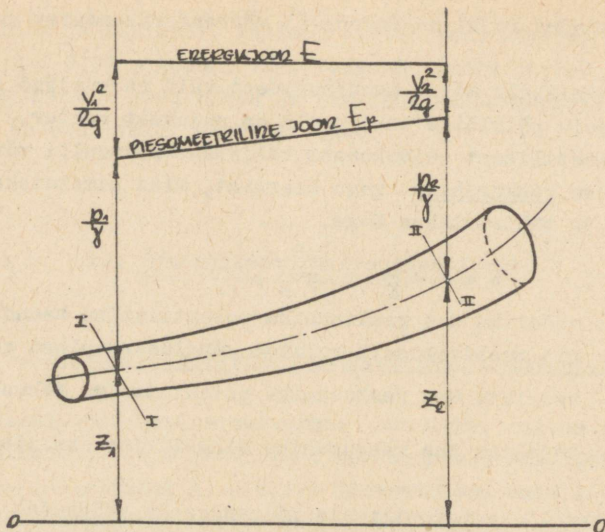 ENERGIAJOON E
V₁²/2g
V₂²/2g
PIESOMEETRILINE JOON Eₚ
p₁/γ
p₂/γ
II
II
I
I
Z₁
Z₂
0
0